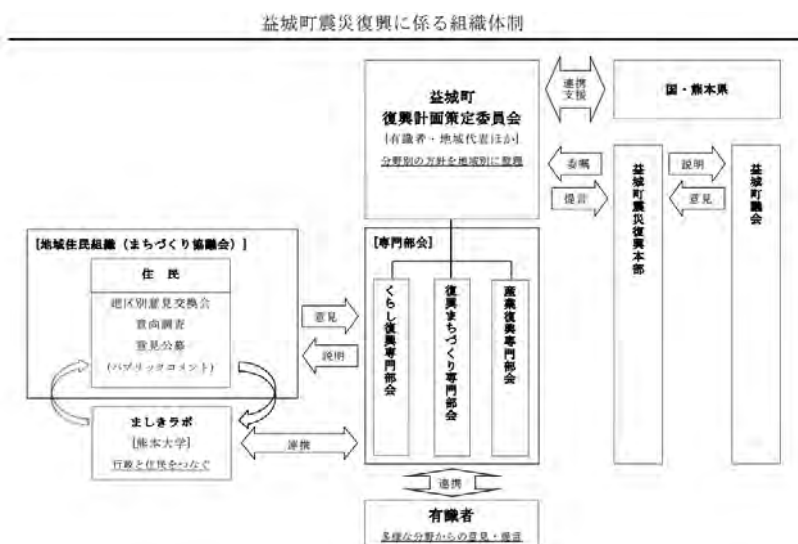 益城町震災復興に係る組織体制
益城町
復興計画策定委員会
[有識者・地域代表ほか]
分野別の方針を地域別に整理
連携
支援
国・熊本県
委嘱
提言
益城町震災復興本部
説明
意見
益城町議会
[地域住民組織（まちづくり協議会）]
住 民
地区別意見交換会
意向調査
意見公募
(パブリックコメント)
意見
説明
[専門部会]
くらし復興専門部会
復興まちづくり専門部会
産業復興専門部会
ましきラボ
[熊本大学]
行政と住民をつなぐ
連携
連携
有識者
多様な分野からの意見・提言